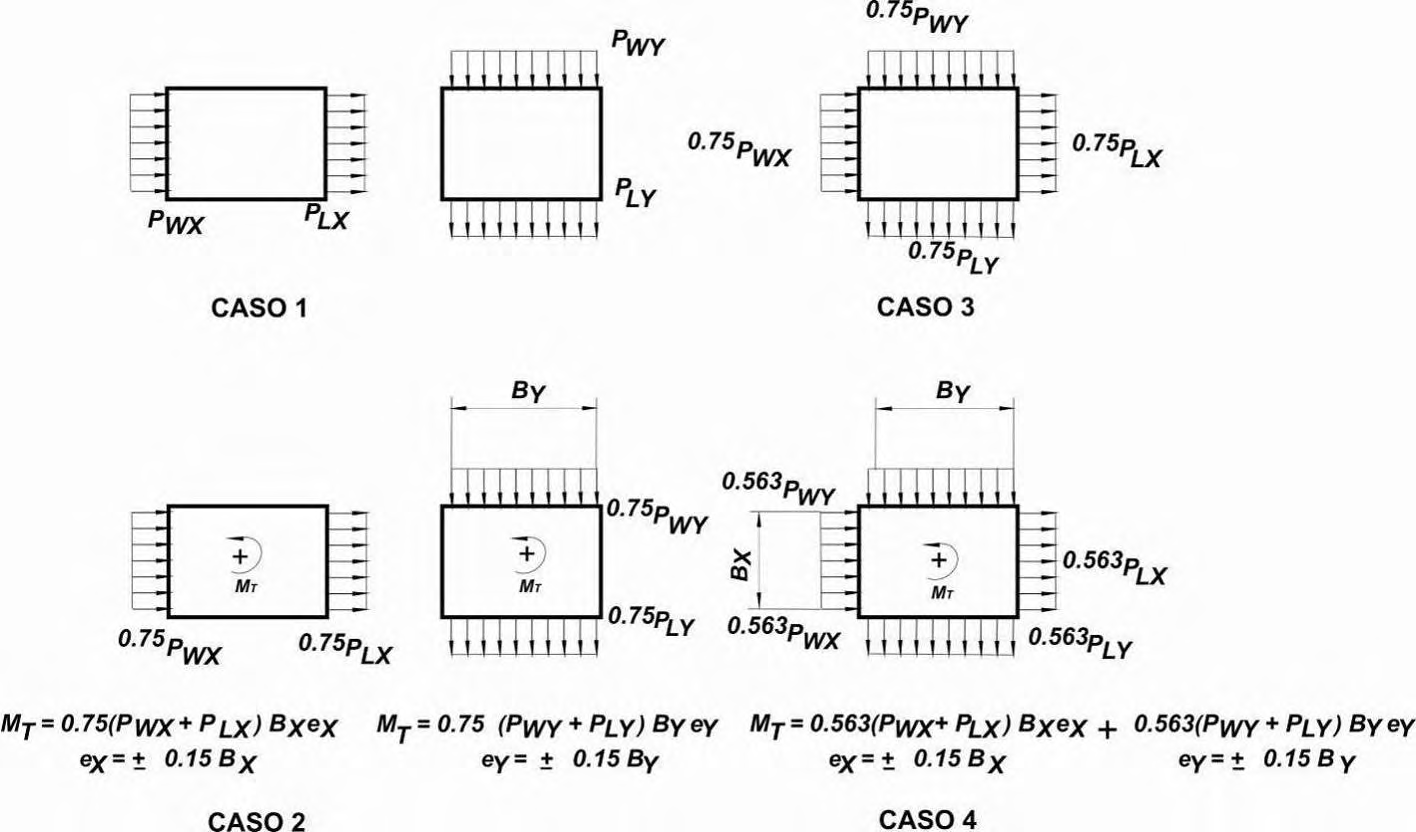 0.75PWY
PWY
0.75PWX
0.75PLX
PWX
PLX
PLY
0.75PLY
CASO 1
CASO 3
BY
BY
0.563PWY
0.75PWY
+
MT
+
MT
BX
+
MT
0.563PLX
0.75PWX
0.75PLX
0.75PLY
0.563PWX
0.563PLY
MT = 0.75(PWX + PLX) BXeX
MT = 0.75 (PWY + PLY) BY eY
MT = 0.563(PWX+ PLX) BXeX + 0.563(PWY + PLY) BY eY
eX = ± 0.15 BX
eY = ± 0.15 BY
eX = ± 0.15 BX
eY = ± 0.15 BY
CASO 2
CASO 4